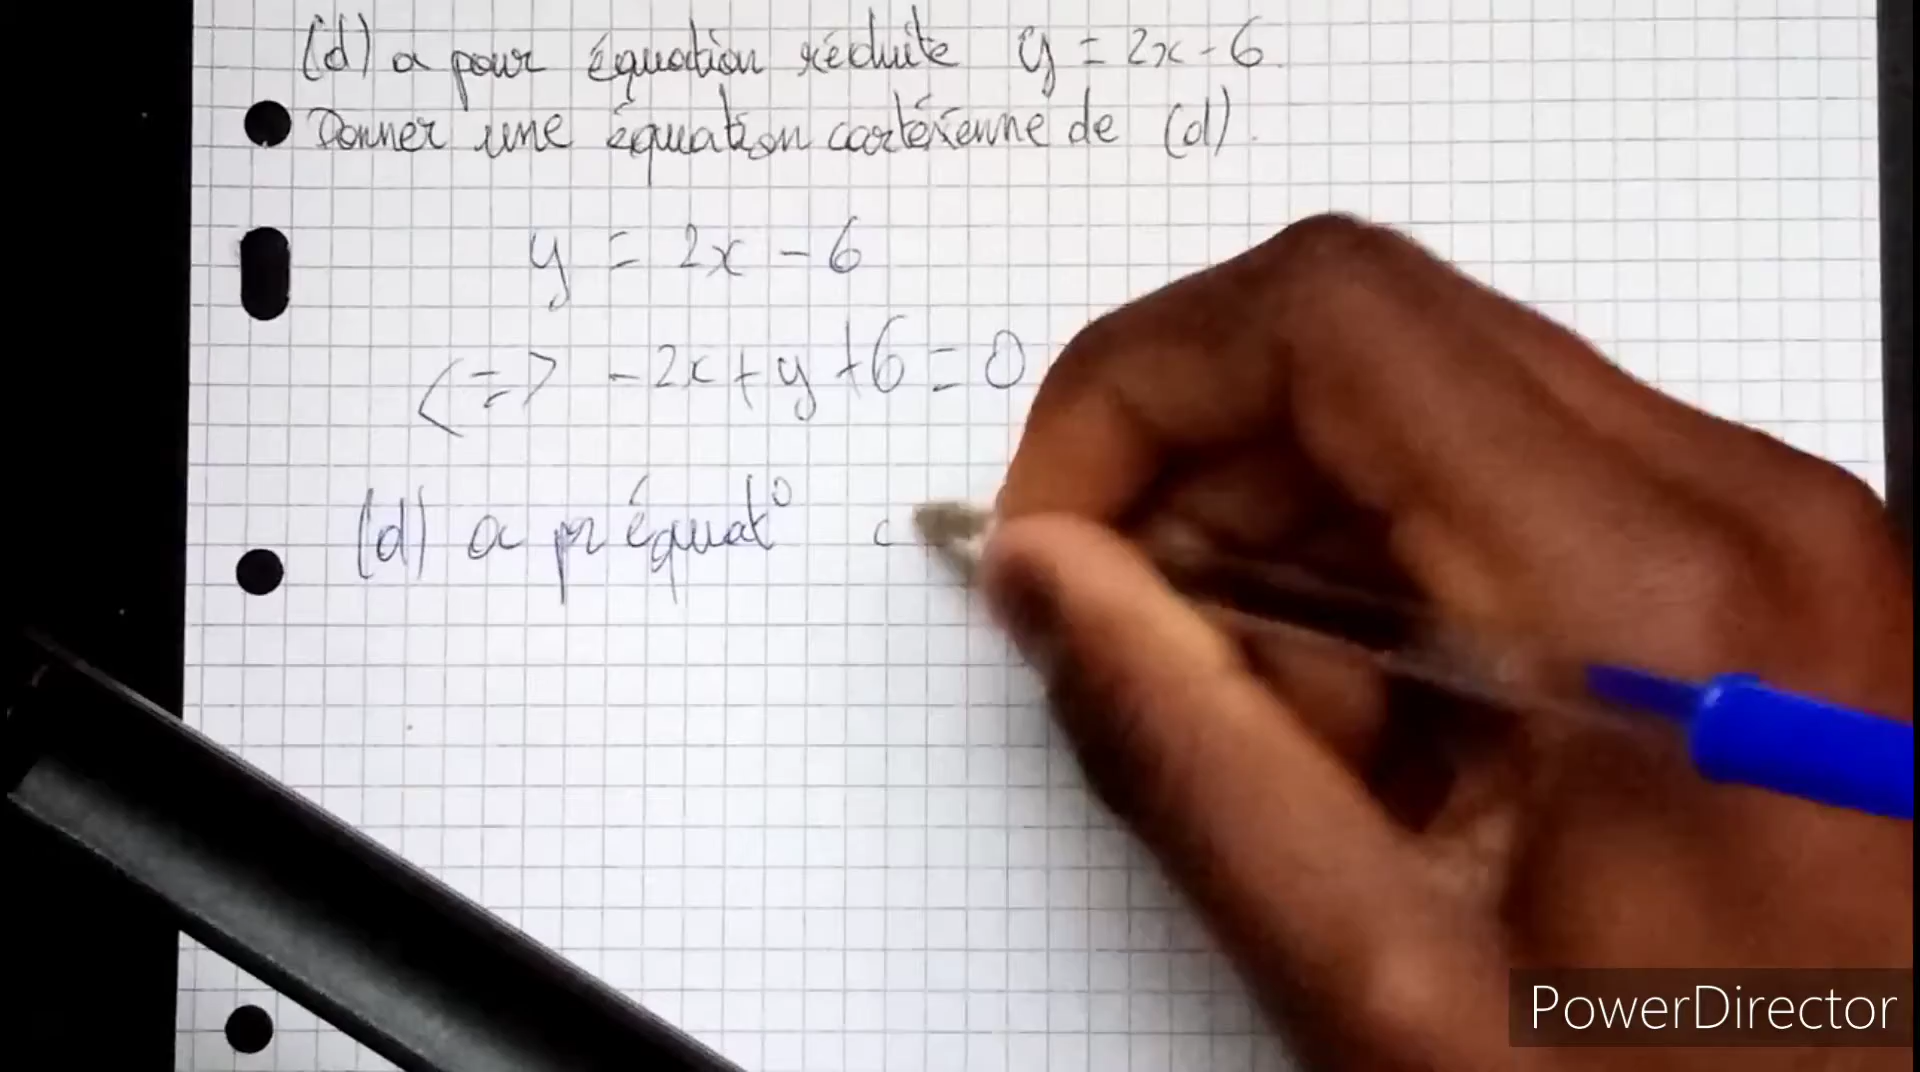 (d) a pour équation réduite y = 2x - 6.
Donner une équation cartésienne de (d).
y = 2x - 6
<=> -2x + y + 6 = 0
(d) a pr équat° c
PowerDirector